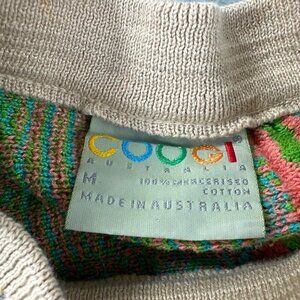 COOGI®
AUSTRALIA
M 100% MERCERISED
COTTON
MADE IN AUSTRALIA